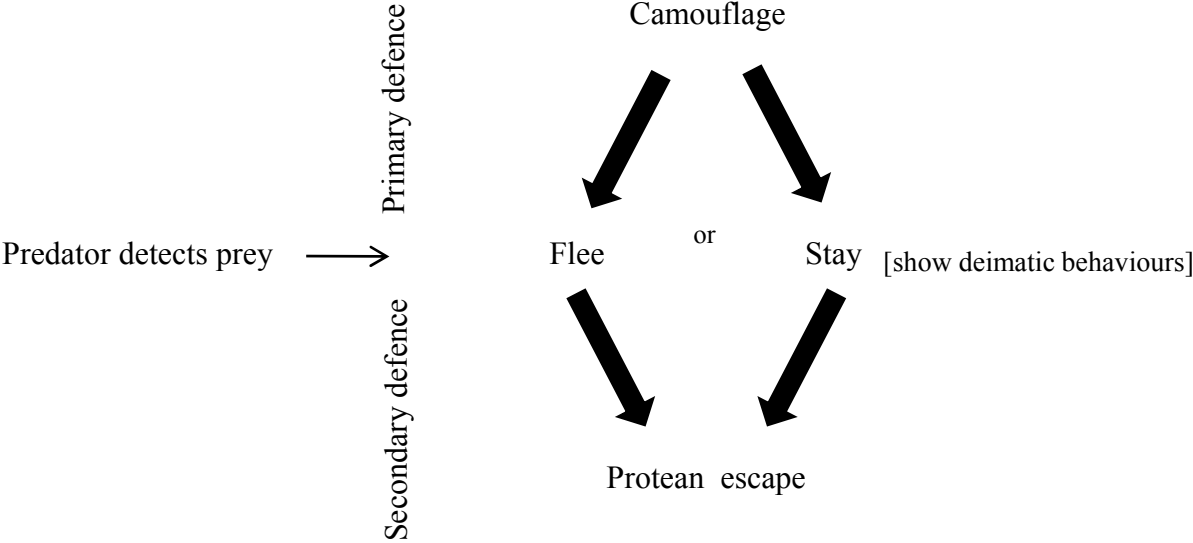 Camouflage
Primary defence
Predator detects prey
Flee
or
Stay
[show deimatic behaviours]
Secondary defence
Protean escape